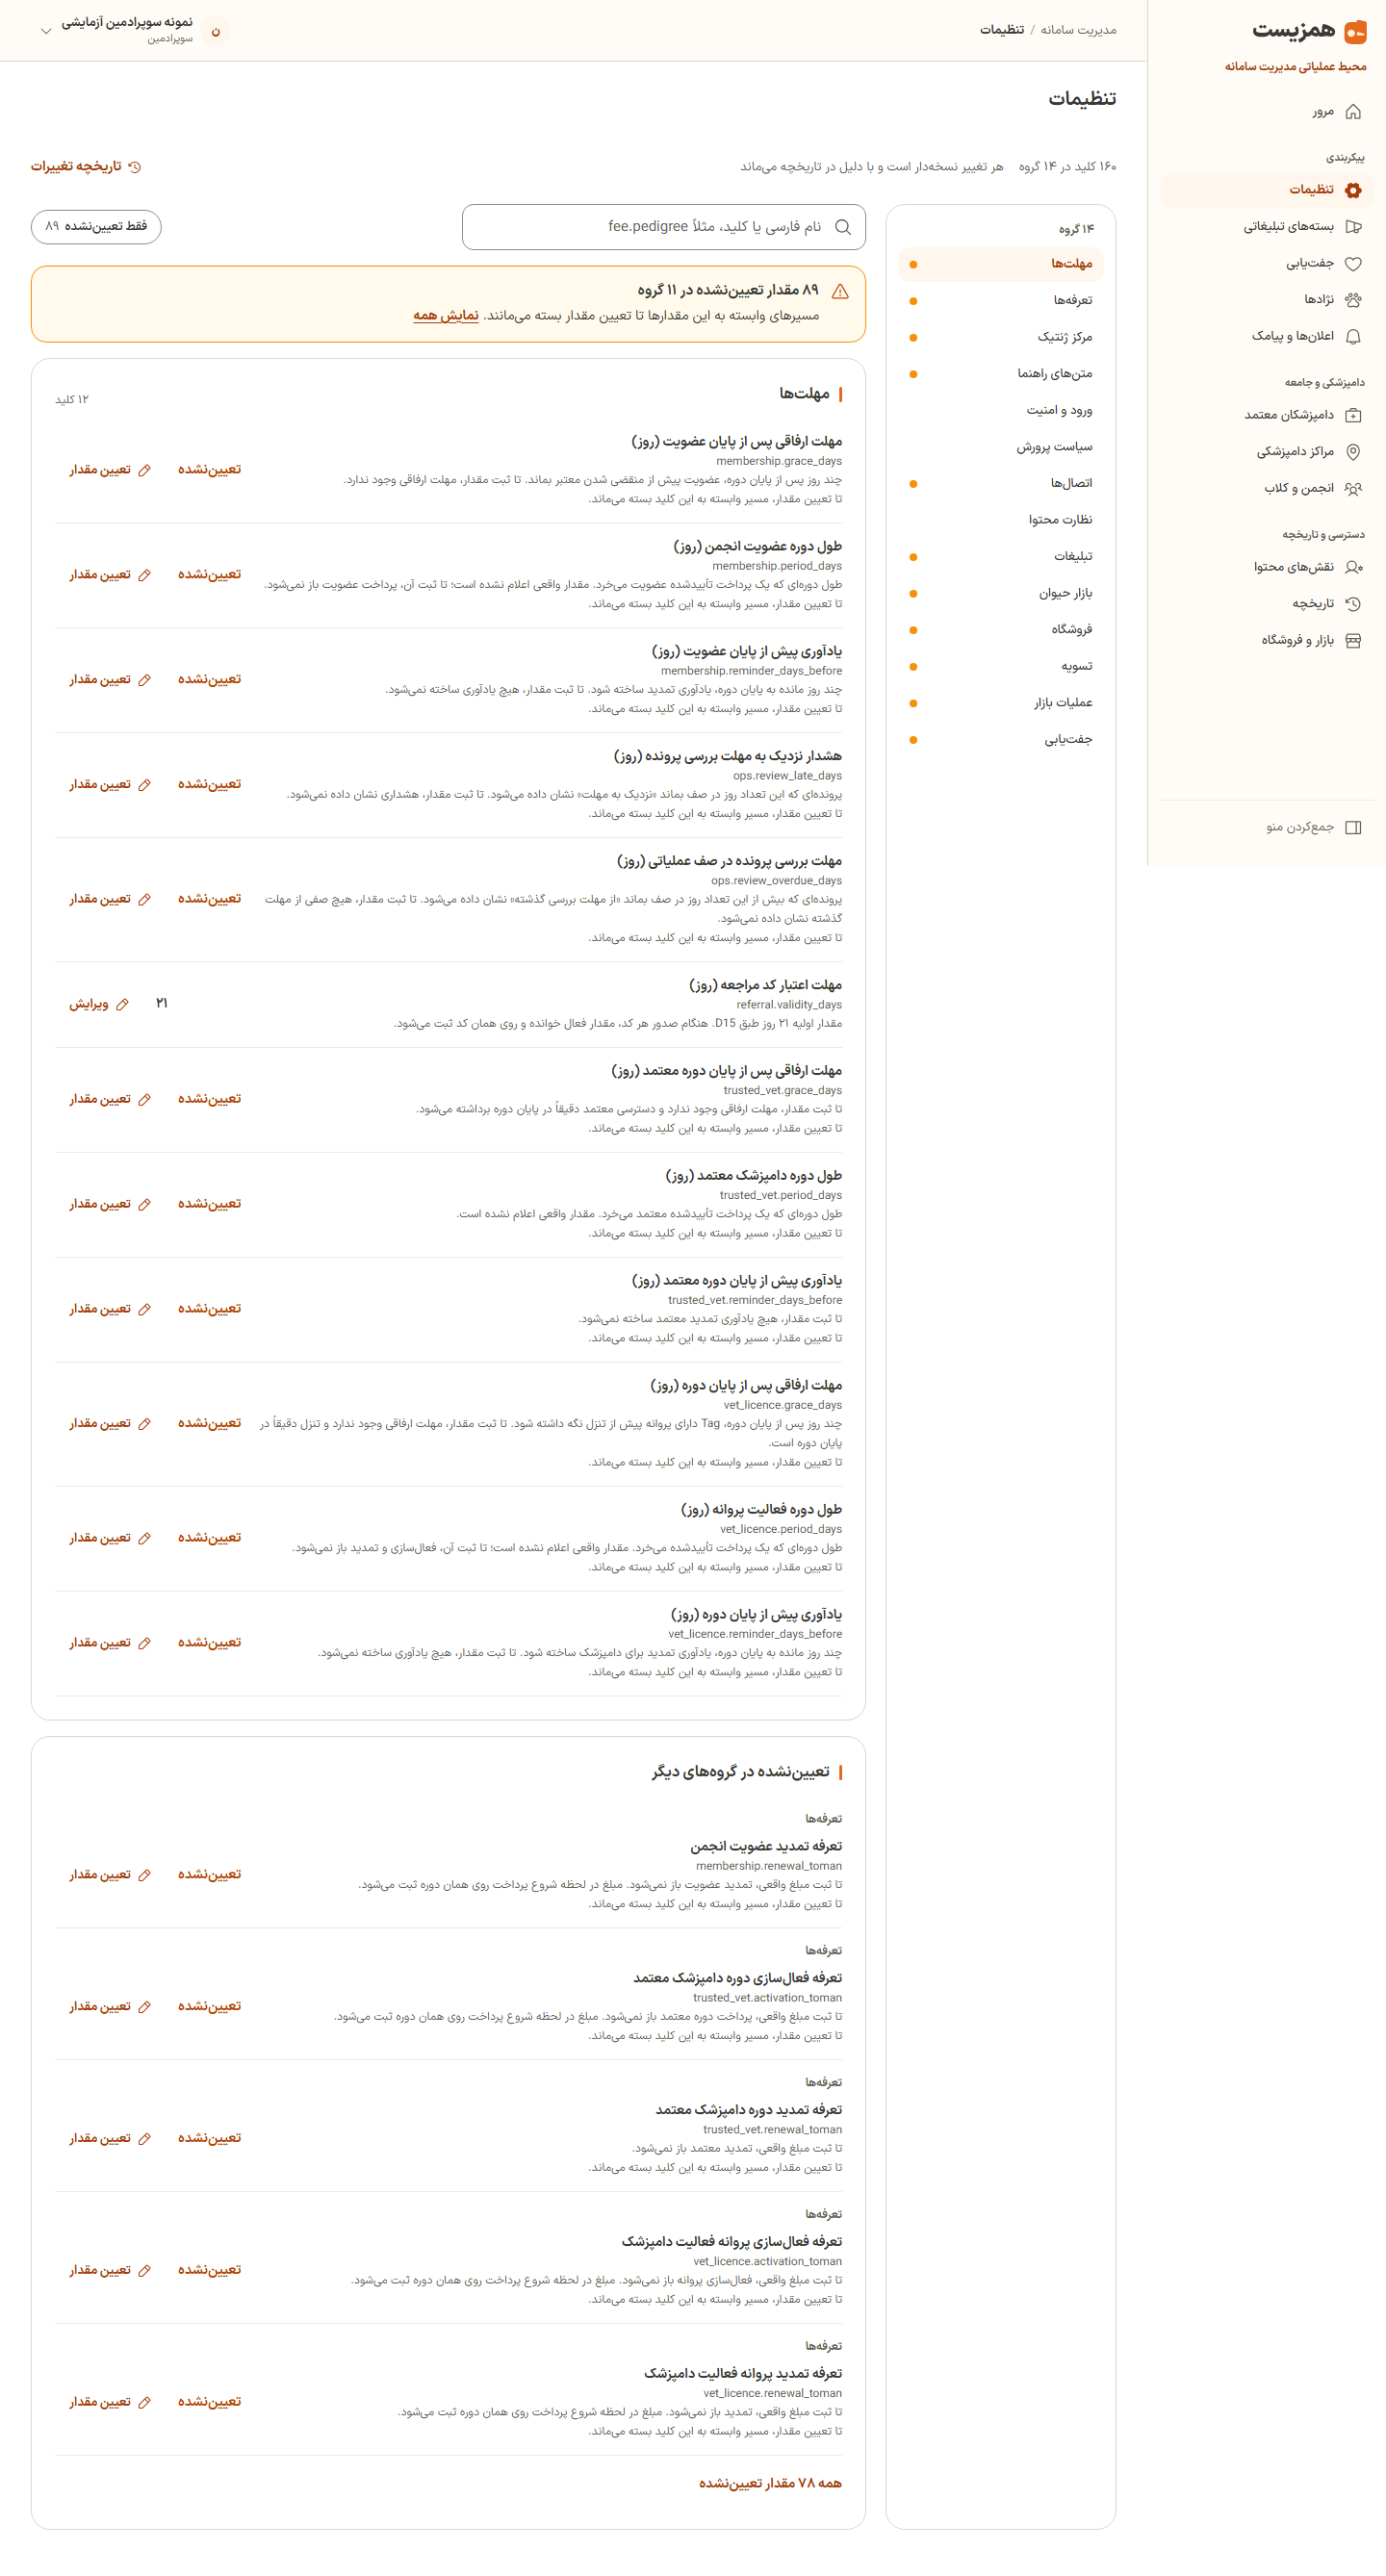 همزیست
محیط عملیاتی مدیریت سامانه
مرور
پیکربندی
تنظیمات
بسته‌های تبلیغاتی
جفت‌یابی
نژادها
اعلان‌ها و پیامک
دامپزشکی و جامعه
دامپزشکان معتمد
مراکز دامپزشکی
انجمن و کلاب
دسترسی و تاریخچه
نقش‌های محتوا
تاریخچه
بازار و فروشگاه
جمع‌کردن منو
مدیریت سامانه / تنظیمات
ن
نمونه سوپرادمین آزمایشی
سوپرادمین
تنظیمات
۱۶۰ کلید در ۱۴ گروه هر تغییر نسخه‌دار است و با دلیل در تاریخچه می‌ماند
تاریخچه تغییرات
۱۴ گروه
مهلت‌ها
تعرفه‌ها
مرکز ژنتیک
متن‌های راهنما
ورود و امنیت
سیاست پرورش
اتصال‌ها
نظارت محتوا
تبلیغات
بازار حیوان
فروشگاه
تسویه
عملیات بازار
جفت‌یابی
نام فارسی یا کلید، مثلاً fee.pedigree
فقط تعیین‌نشده ۸۹
۸۹ مقدار تعیین‌نشده در ۱۱ گروه
مسیرهای وابسته به این مقدارها تا تعیین مقدار بسته می‌مانند. نمایش همه
مهلت‌ها
۱۲ کلید
مهلت ارفاقی پس از پایان عضویت (روز)
membership.grace_days
چند روز پس از پایان دوره، عضویت پیش از منقضی شدن معتبر بماند. تا ثبت مقدار، مهلت ارفاقی وجود ندارد.
تا تعیین مقدار، مسیر وابسته به این کلید بسته می‌ماند.
تعیین‌نشده
تعیین مقدار
طول دوره عضویت انجمن (روز)
membership.period_days
طول دوره‌ای که یک پرداخت تأییدشده عضویت می‌خرد. مقدار واقعی اعلام نشده است؛ تا ثبت آن، پرداخت عضویت باز نمی‌شود.
تا تعیین مقدار، مسیر وابسته به این کلید بسته می‌ماند.
تعیین‌نشده
تعیین مقدار
یادآوری پیش از پایان عضویت (روز)
membership.reminder_days_before
چند روز مانده به پایان دوره، یادآوری تمدید ساخته شود. تا ثبت مقدار، هیچ یادآوری ساخته نمی‌شود.
تا تعیین مقدار، مسیر وابسته به این کلید بسته می‌ماند.
تعیین‌نشده
تعیین مقدار
هشدار نزدیک به مهلت بررسی پرونده (روز)
ops.review_late_days
پرونده‌ای که این تعداد روز در صف بماند «نزدیک به مهلت» نشان داده می‌شود. تا ثبت مقدار، هشداری نشان داده نمی‌شود.
تا تعیین مقدار، مسیر وابسته به این کلید بسته می‌ماند.
تعیین‌نشده
تعیین مقدار
مهلت بررسی پرونده در صف عملیاتی (روز)
ops.review_overdue_days
پرونده‌ای که بیش از این تعداد روز در صف بماند «از مهلت بررسی گذشته» نشان داده می‌شود. تا ثبت مقدار، هیچ صفی از مهلت
گذشته نشان داده نمی‌شود.
تا تعیین مقدار، مسیر وابسته به این کلید بسته می‌ماند.
تعیین‌نشده
تعیین مقدار
مهلت اعتبار کد مراجعه (روز)
referral.validity_days
مقدار اولیه ۲۱ روز طبق D15. هنگام صدور هر کد، مقدار فعال خوانده و روی همان کد ثبت می‌شود.
۲۱
ویرایش
مهلت ارفاقی پس از پایان دوره معتمد (روز)
trusted_vet.grace_days
تا ثبت مقدار، مهلت ارفاقی وجود ندارد و دسترسی معتمد دقیقاً در پایان دوره برداشته می‌شود.
تا تعیین مقدار، مسیر وابسته به این کلید بسته می‌ماند.
تعیین‌نشده
تعیین مقدار
طول دوره دامپزشک معتمد (روز)
trusted_vet.period_days
طول دوره‌ای که یک پرداخت تأییدشده معتمد می‌خرد. مقدار واقعی اعلام نشده است.
تا تعیین مقدار، مسیر وابسته به این کلید بسته می‌ماند.
تعیین‌نشده
تعیین مقدار
یادآوری پیش از پایان دوره معتمد (روز)
trusted_vet.reminder_days_before
تا ثبت مقدار، هیچ یادآوری تمدید معتمد ساخته نمی‌شود.
تا تعیین مقدار، مسیر وابسته به این کلید بسته می‌ماند.
تعیین‌نشده
تعیین مقدار
مهلت ارفاقی پس از پایان دوره (روز)
vet_licence.grace_days
چند روز پس از پایان دوره، Tag دارای پروانه پیش از تنزل نگه داشته شود. تا ثبت مقدار، مهلت ارفاقی وجود ندارد و تنزل دقیقاً در
پایان دوره است.
تا تعیین مقدار، مسیر وابسته به این کلید بسته می‌ماند.
تعیین‌نشده
تعیین مقدار
طول دوره فعالیت پروانه (روز)
vet_licence.period_days
طول دوره‌ای که یک پرداخت تأییدشده می‌خرد. مقدار واقعی اعلام نشده است؛ تا ثبت آن، فعال‌سازی و تمدید باز نمی‌شود.
تا تعیین مقدار، مسیر وابسته به این کلید بسته می‌ماند.
تعیین‌نشده
تعیین مقدار
یادآوری پیش از پایان دوره (روز)
vet_licence.reminder_days_before
چند روز مانده به پایان دوره، یادآوری تمدید برای دامپزشک ساخته شود. تا ثبت مقدار، هیچ یادآوری ساخته نمی‌شود.
تا تعیین مقدار، مسیر وابسته به این کلید بسته می‌ماند.
تعیین‌نشده
تعیین مقدار
تعیین‌نشده در گروه‌های دیگر
تعرفه‌ها
تعرفه تمدید عضویت انجمن
membership.renewal_toman
تا ثبت مبلغ واقعی، تمدید عضویت باز نمی‌شود. مبلغ در لحظه شروع پرداخت روی همان دوره ثبت می‌شود.
تا تعیین مقدار، مسیر وابسته به این کلید بسته می‌ماند.
تعیین‌نشده
تعیین مقدار
تعرفه‌ها
تعرفه فعال‌سازی دوره دامپزشک معتمد
trusted_vet.activation_toman
تا ثبت مبلغ واقعی، پرداخت دوره معتمد باز نمی‌شود. مبلغ در لحظه شروع پرداخت روی همان دوره ثبت می‌شود.
تا تعیین مقدار، مسیر وابسته به این کلید بسته می‌ماند.
تعیین‌نشده
تعیین مقدار
تعرفه‌ها
تعرفه تمدید دوره دامپزشک معتمد
trusted_vet.renewal_toman
تا ثبت مبلغ واقعی، تمدید معتمد باز نمی‌شود.
تا تعیین مقدار، مسیر وابسته به این کلید بسته می‌ماند.
تعیین‌نشده
تعیین مقدار
تعرفه‌ها
تعرفه فعال‌سازی پروانه فعالیت دامپزشک
vet_licence.activation_toman
تا ثبت مبلغ واقعی، فعال‌سازی پروانه باز نمی‌شود. مبلغ در لحظه شروع پرداخت روی همان دوره ثبت می‌شود.
تا تعیین مقدار، مسیر وابسته به این کلید بسته می‌ماند.
تعیین‌نشده
تعیین مقدار
تعرفه‌ها
تعرفه تمدید پروانه فعالیت دامپزشک
vet_licence.renewal_toman
تا ثبت مبلغ واقعی، تمدید باز نمی‌شود. مبلغ در لحظه شروع پرداخت روی همان دوره ثبت می‌شود.
تا تعیین مقدار، مسیر وابسته به این کلید بسته می‌ماند.
تعیین‌نشده
تعیین مقدار
همه ۷۸ مقدار تعیین‌نشده